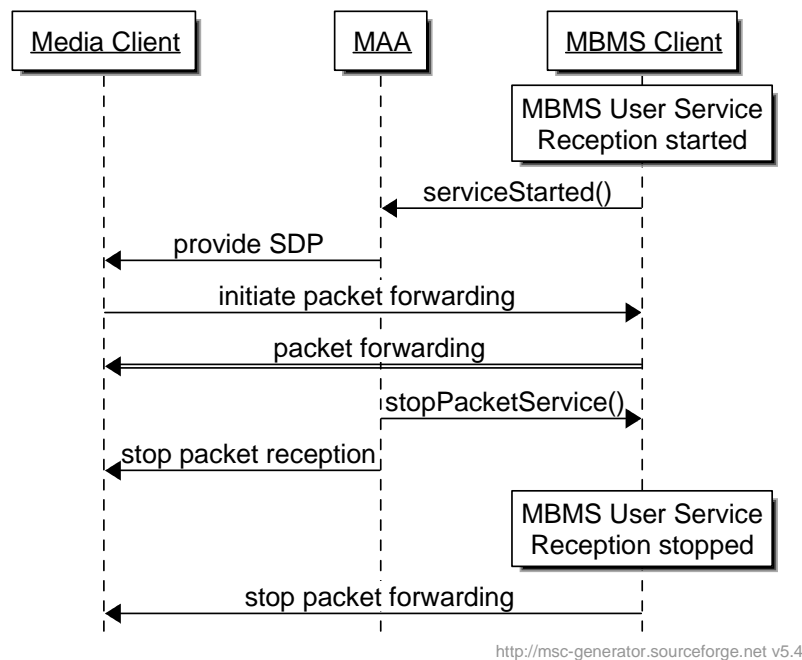 Media Client
MAA
MBMS Client
MBMS User Service
Reception started
serviceStarted()
provide SDP
initiate packet forwarding
packet forwarding
stopPacketService()
stop packet reception
MBMS User Service
Reception stopped
stop packet forwarding
http://msc-generator.sourceforge.net v5.4